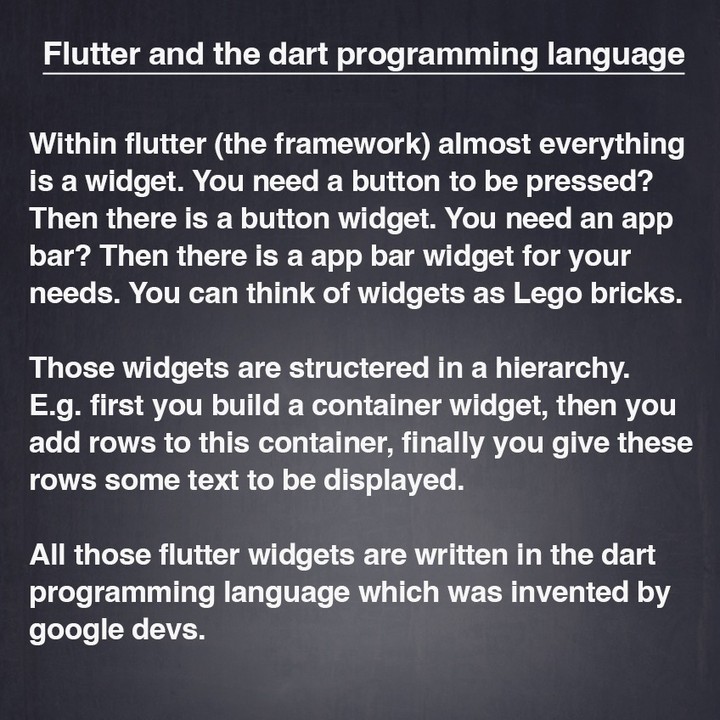 Flutter and the dart programming language
Within flutter (the framework) almost everything
is a widget. You need a button to be pressed?
Then there is a button widget. You need an app
bar? Then there is a app bar widget for your
needs. You can think of widgets as Lego bricks.
Those widgets are structered in a hierarchy.
E.g. first you build a container widget, then you
add rows to this container, finally you give these
rows some text to be displayed.
All those flutter widgets are written in the dart
programming language which was invented by
google devs.